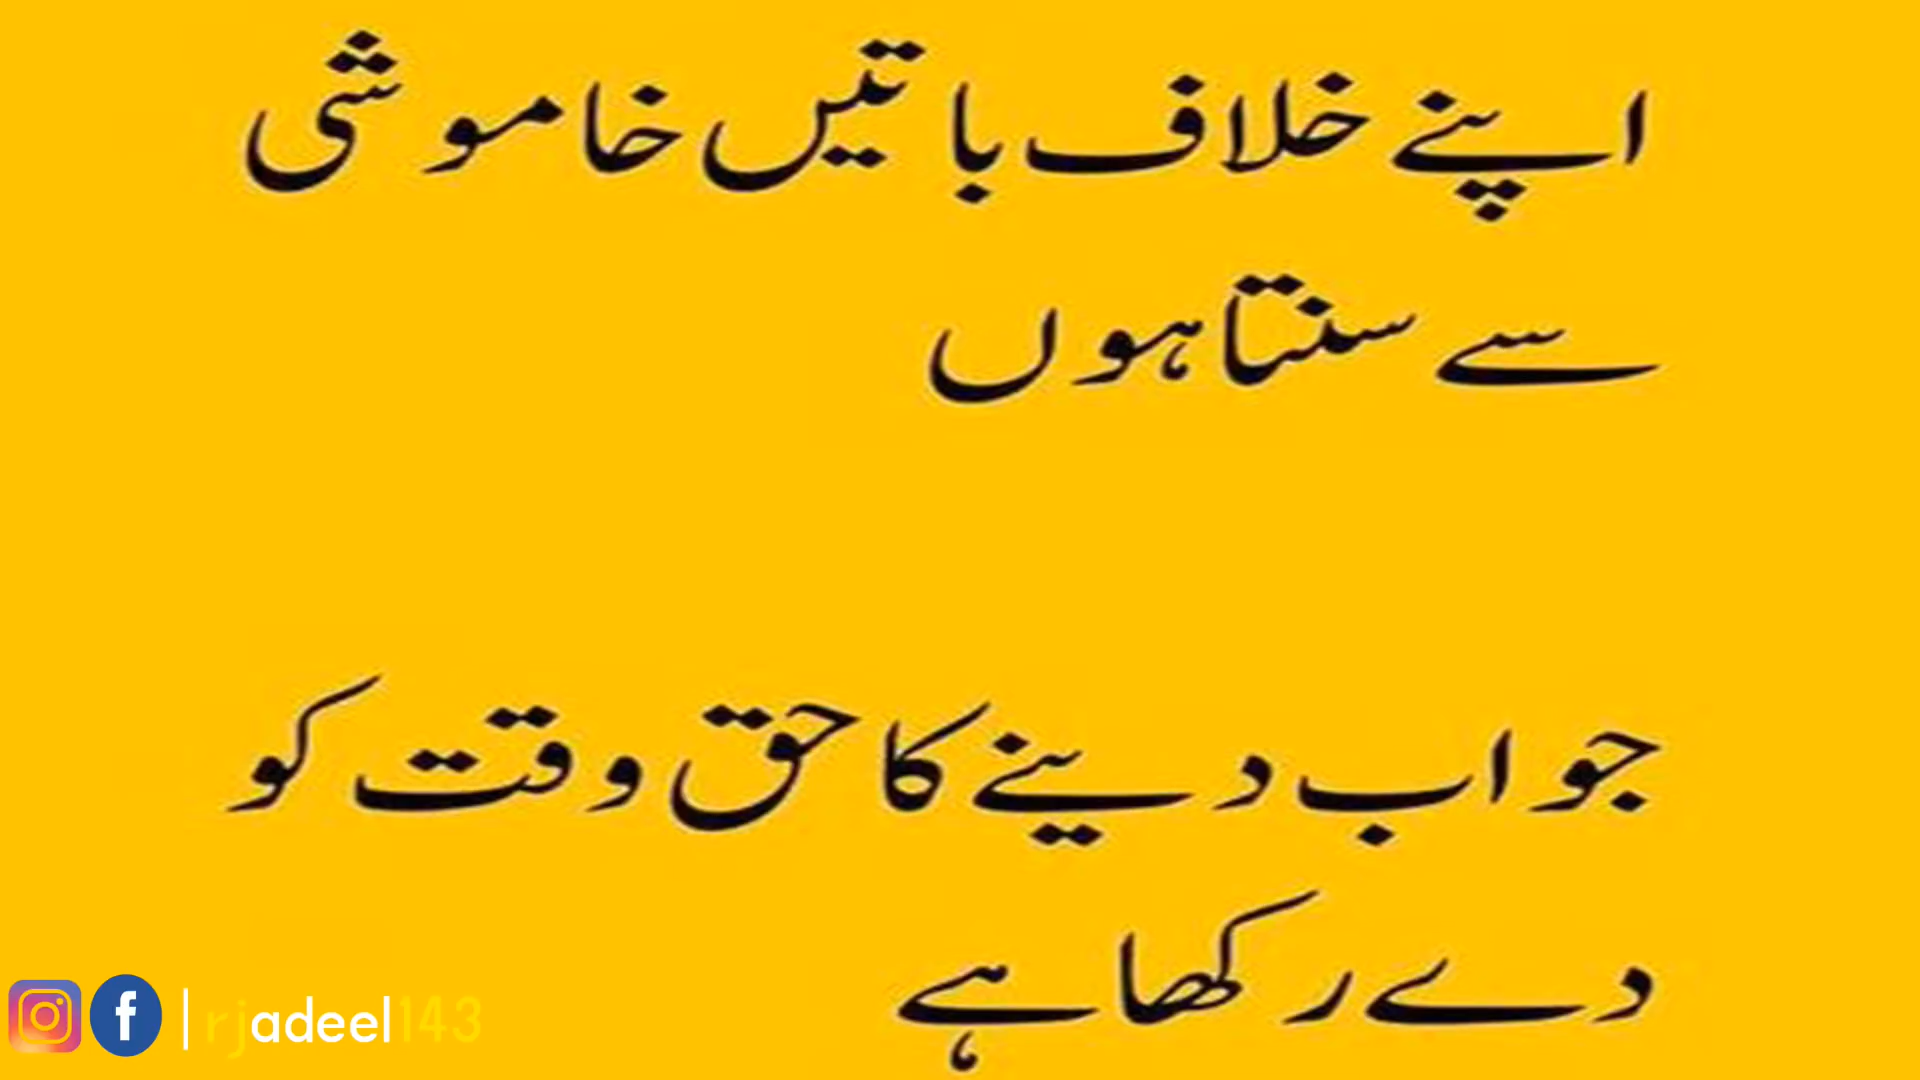 اپنے خلاف باتیں خاموشی
سے سنتا ہوں
جواب دینے کا حق وقت کو
دے رکھا ہے
| rjadeel143